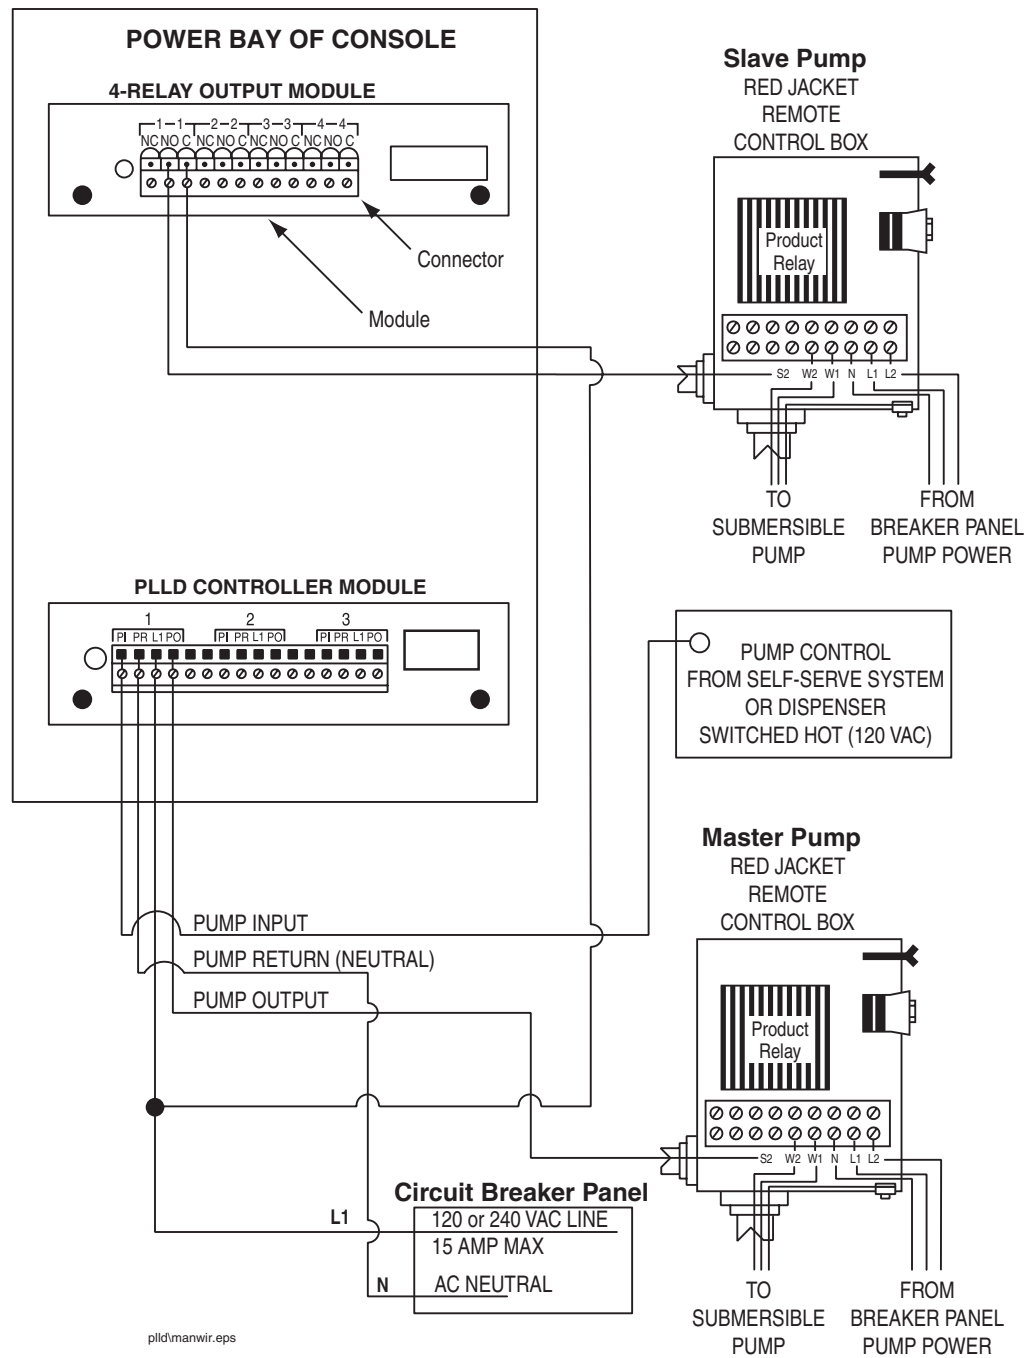 POWER BAY OF CONSOLE
4-RELAY OUTPUT MODULE
1 1 2 2 3 3 4 4
NC NO C NC NO C NC NO C NC NO C
Connector
Module
Slave Pump
RED JACKET
REMOTE
CONTROL BOX
Product
Relay
S2 W2 W1 N L1 L2
TO
SUBMERSIBLE
PUMP
FROM
BREAKER PANEL
PUMP POWER
PLLD CONTROLLER MODULE
1 2 3
PI PR L1 PO PI PR L1 PO PI PR L1 PO
PUMP CONTROL
FROM SELF-SERVE SYSTEM
OR DISPENSER
SWITCHED HOT (120 VAC)
PUMP INPUT
PUMP RETURN (NEUTRAL)
PUMP OUTPUT
Master Pump
RED JACKET
REMOTE
CONTROL BOX
Product
Relay
S2 W2 W1 N L1 L2
Circuit Breaker Panel
L1 120 or 240 VAC LINE
15 AMP MAX
N AC NEUTRAL
TO
SUBMERSIBLE
PUMP
FROM
BREAKER PANEL
PUMP POWER
plld\manwir.eps